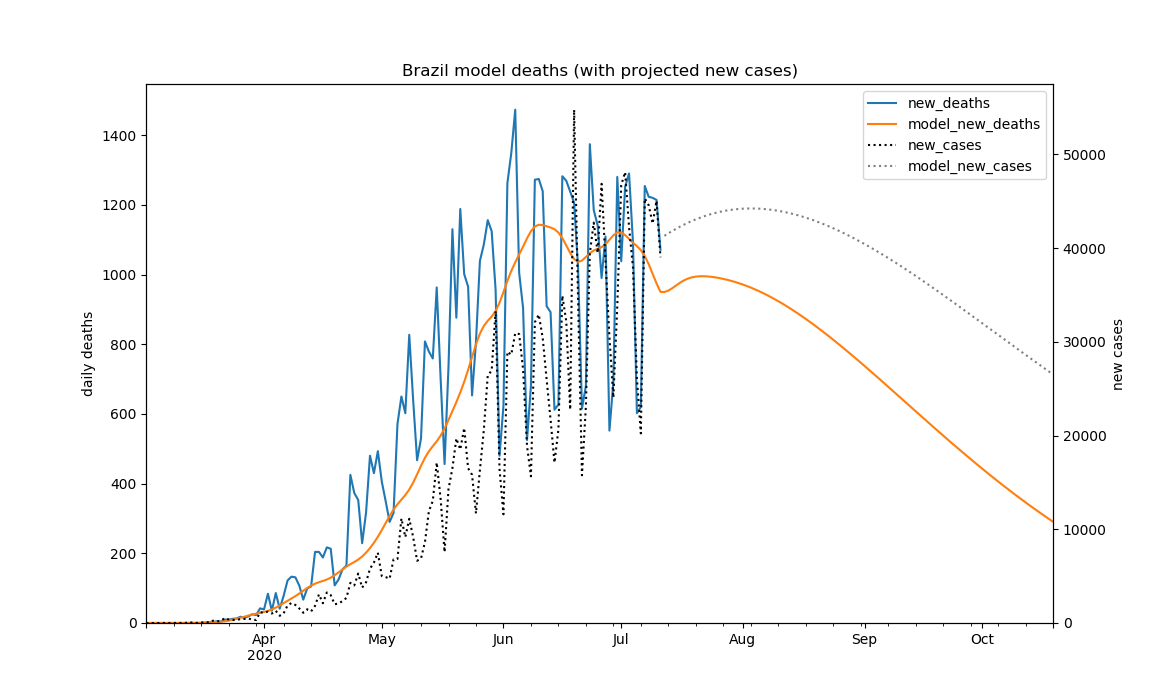 Brazil model deaths (with projected new cases)
new_deaths
model_new_deaths
new_cases
model_new_cases
1400
1200
1000
800
600
400
200
0
daily deaths
50000
40000
30000
20000
10000
0
new cases
Apr
2020
May
Jun
Jul
Aug
Sep
Oct